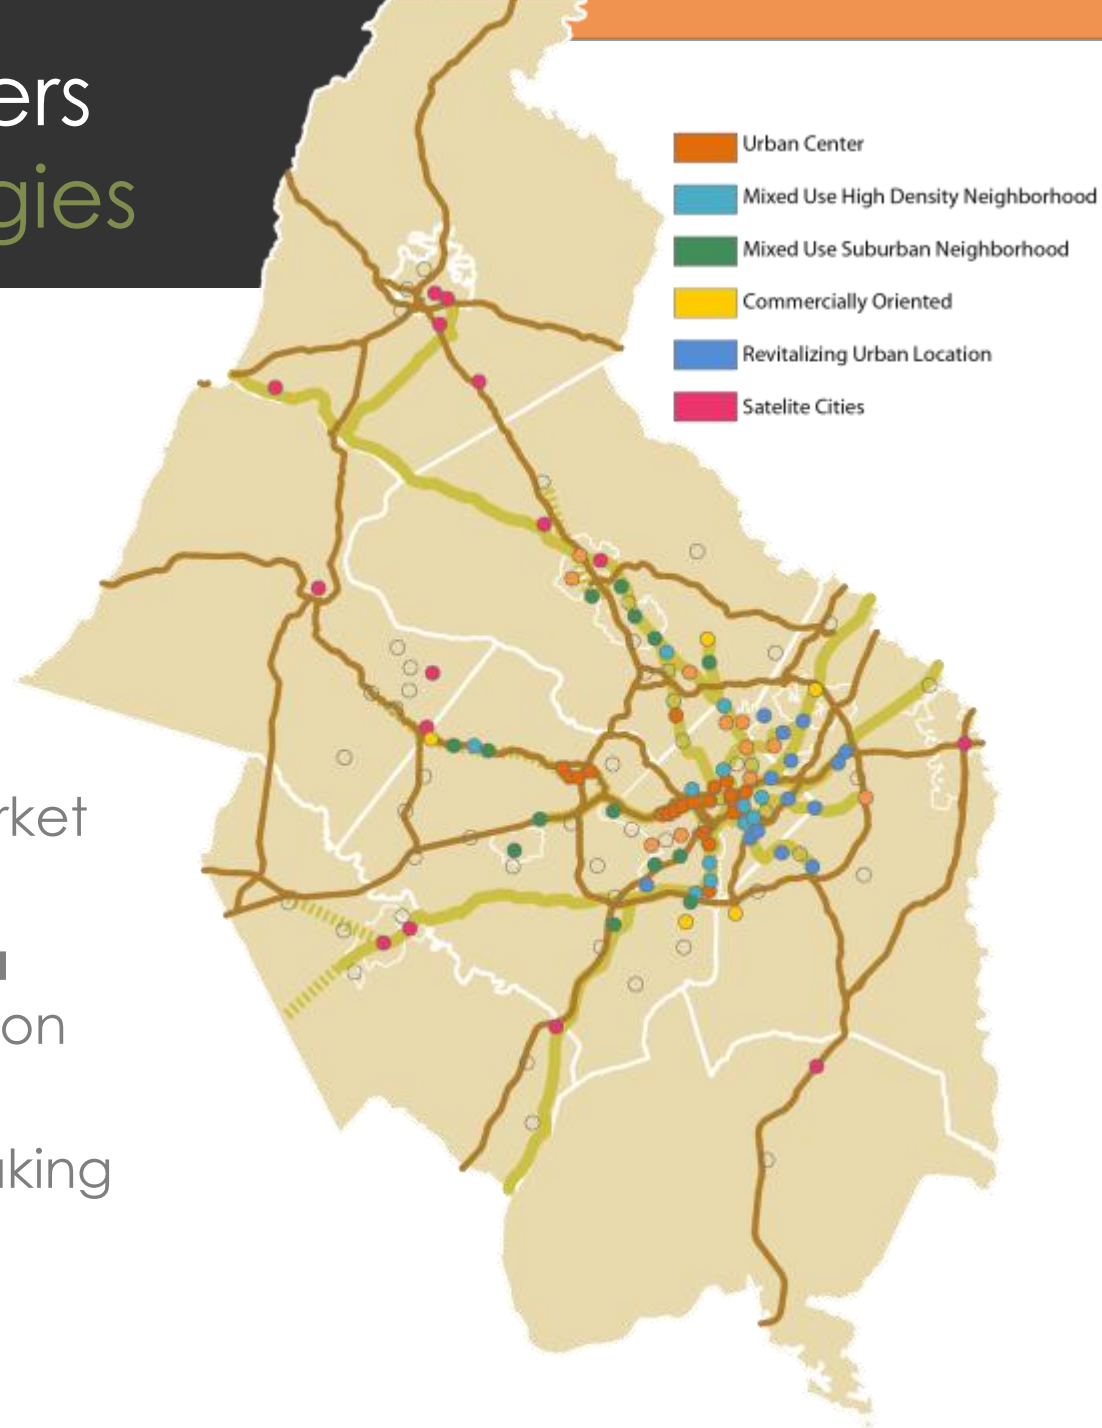 ers
gies
Urban Center
Mixed Use High Density Neighborhood
Mixed Use Suburban Neighborhood
Commercially Oriented
Revitalizing Urban Location
Satelite Cities
rket
on
king